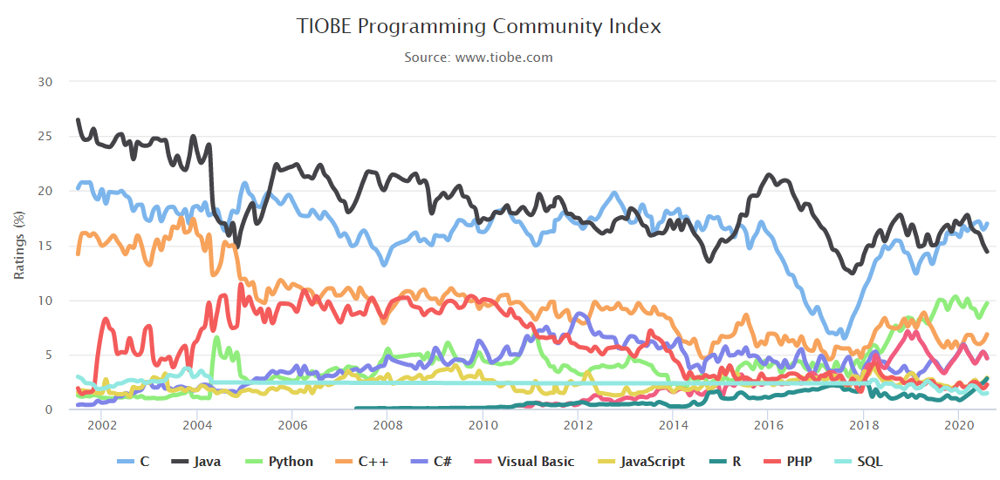 TIOBE Programming Community Index
Source: www.tiobe.com
Ratings (%)
30
25
20
15
10
5
0
2002 2004 2006 2008 2010 2012 2014 2016 2018 2020
C Java Python C++ C# Visual Basic JavaScript R PHP SQL